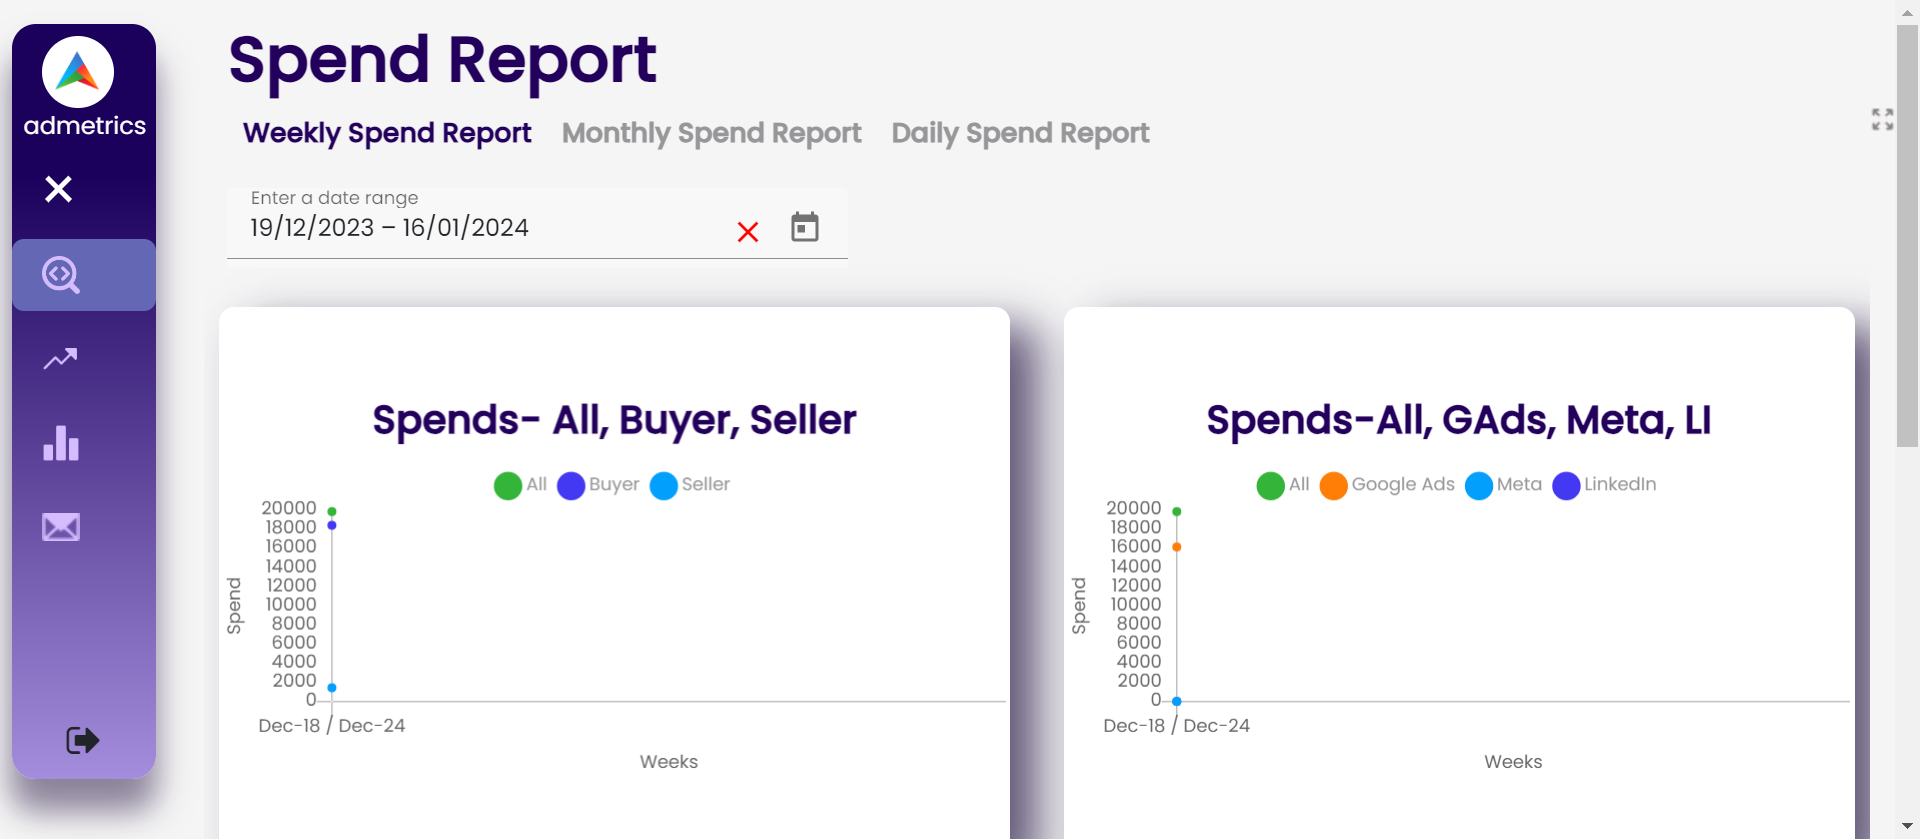 admetrics
Spend Report
Weekly Spend Report
Monthly Spend Report
Daily Spend Report
Enter a date range
19/12/2023 – 16/01/2024
Spends- All, Buyer, Seller
All
Buyer
Seller
20000
18000
16000
14000
12000
10000
8000
6000
4000
2000
0
Spend
Dec-18 / Dec-24
Weeks
Spends-All, GAds, Meta, LI
All
Google Ads
Meta
LinkedIn
20000
18000
16000
14000
12000
10000
8000
6000
4000
2000
0
Spend
Dec-18 / Dec-24
Weeks